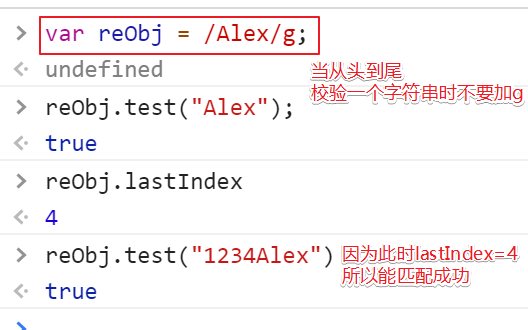 var reObj = /Alex/g;
undefined
当从头到尾
校验一个字符串时不要加g
reObj.test("Alex");
true
reObj.lastIndex
4
reObj.test("1234Alex")
因为此时lastIndex=4
所以能匹配成功
true